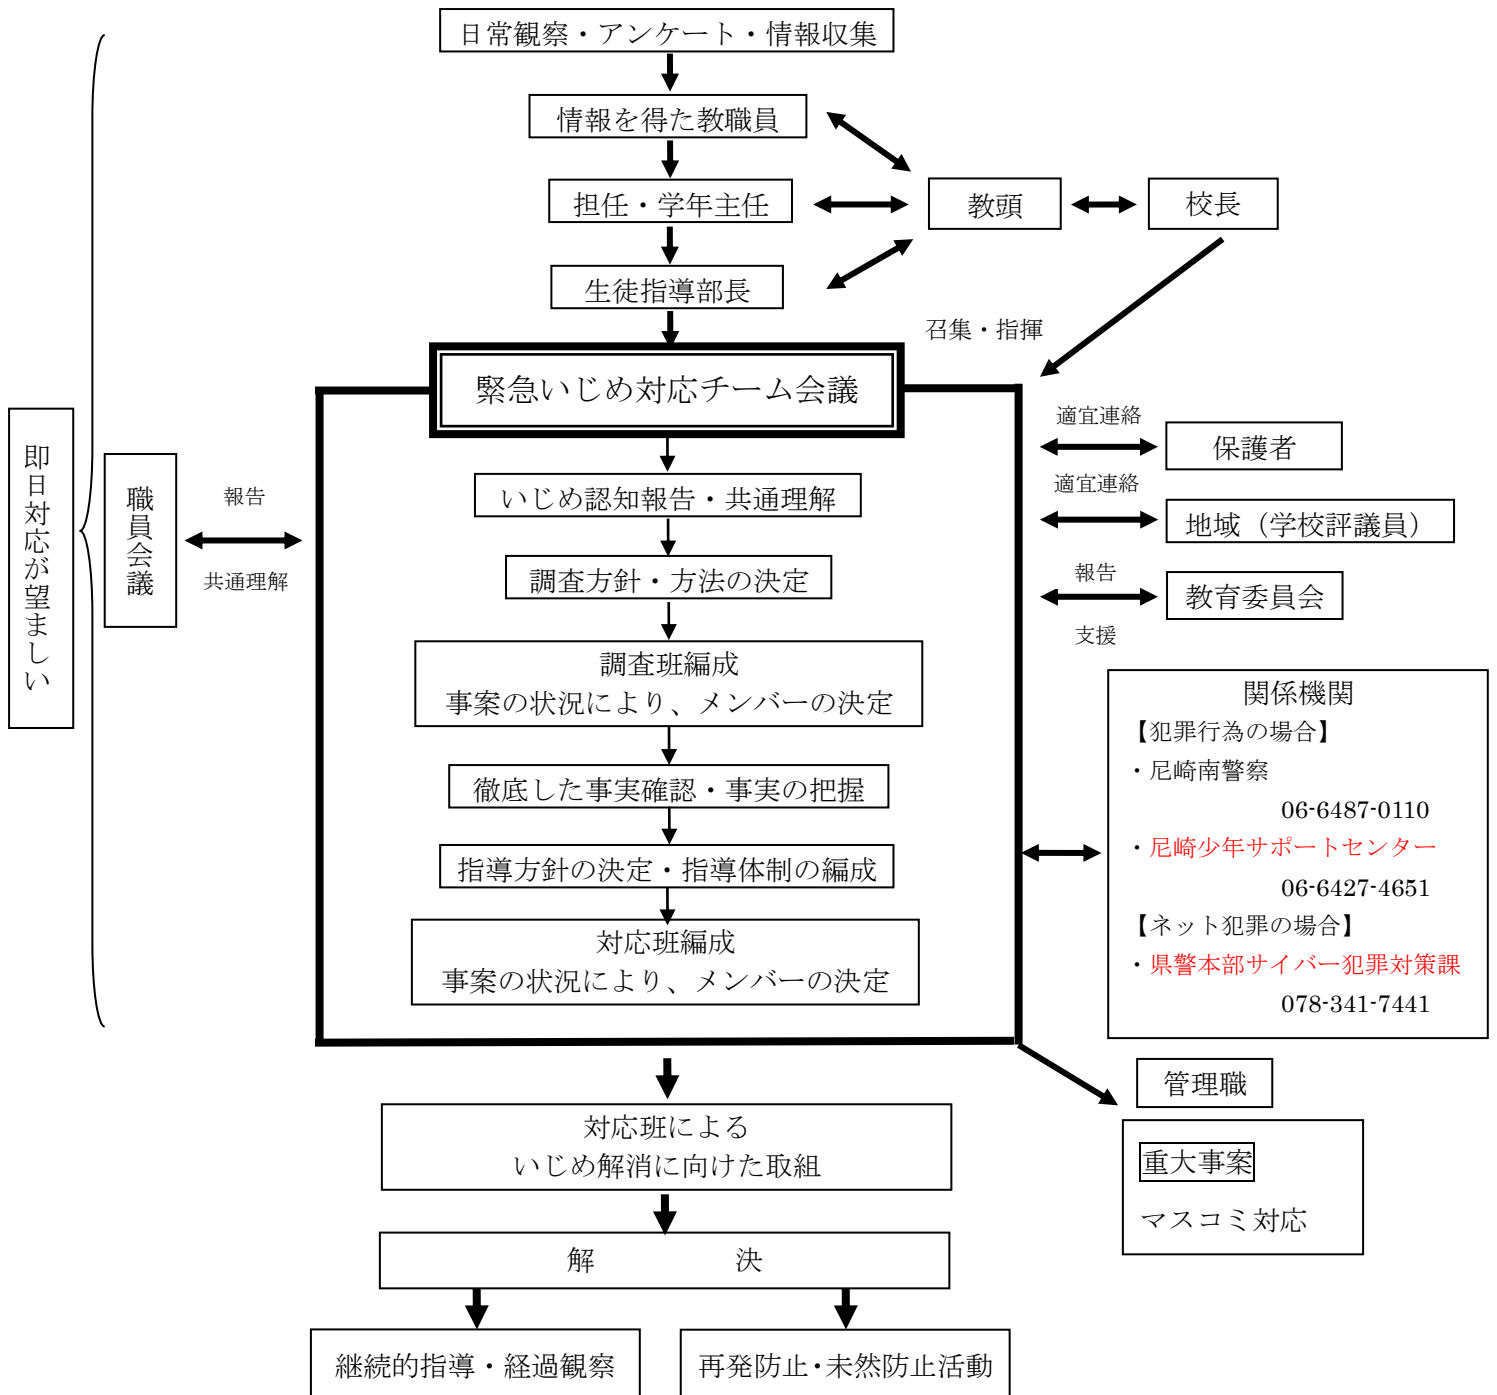 日常観察・アンケート・情報収集
情報を得た教職員
担任・学年主任
教頭
校長
生徒指導部長
召集・指揮
緊急いじめ対応チーム会議
即日対応が望ましい
職員会議
報告
共通理解
いじめ認知報告・共通理解
調査方針・方法の決定
調査班編成
事案の状況により、メンバーの決定
徹底した事実確認・事実の把握
指導方針の決定・指導体制の編成
対応班編成
事案の状況により、メンバーの決定
適宜連絡
保護者
適宜連絡
地域（学校評議員）
報告
教育委員会
支援
関係機関
【犯罪行為の場合】
・尼崎南警察
06-6487-0110
・尼崎少年サポートセンター
06-6427-4651
【ネット犯罪の場合】
・県警本部サイバー犯罪対策課
078-341-7441
管理職
重大事案
マスコミ対応
対応班による
いじめ解消に向けた取組
解　　　　　決
継続的指導・経過観察
再発防止・未然防止活動